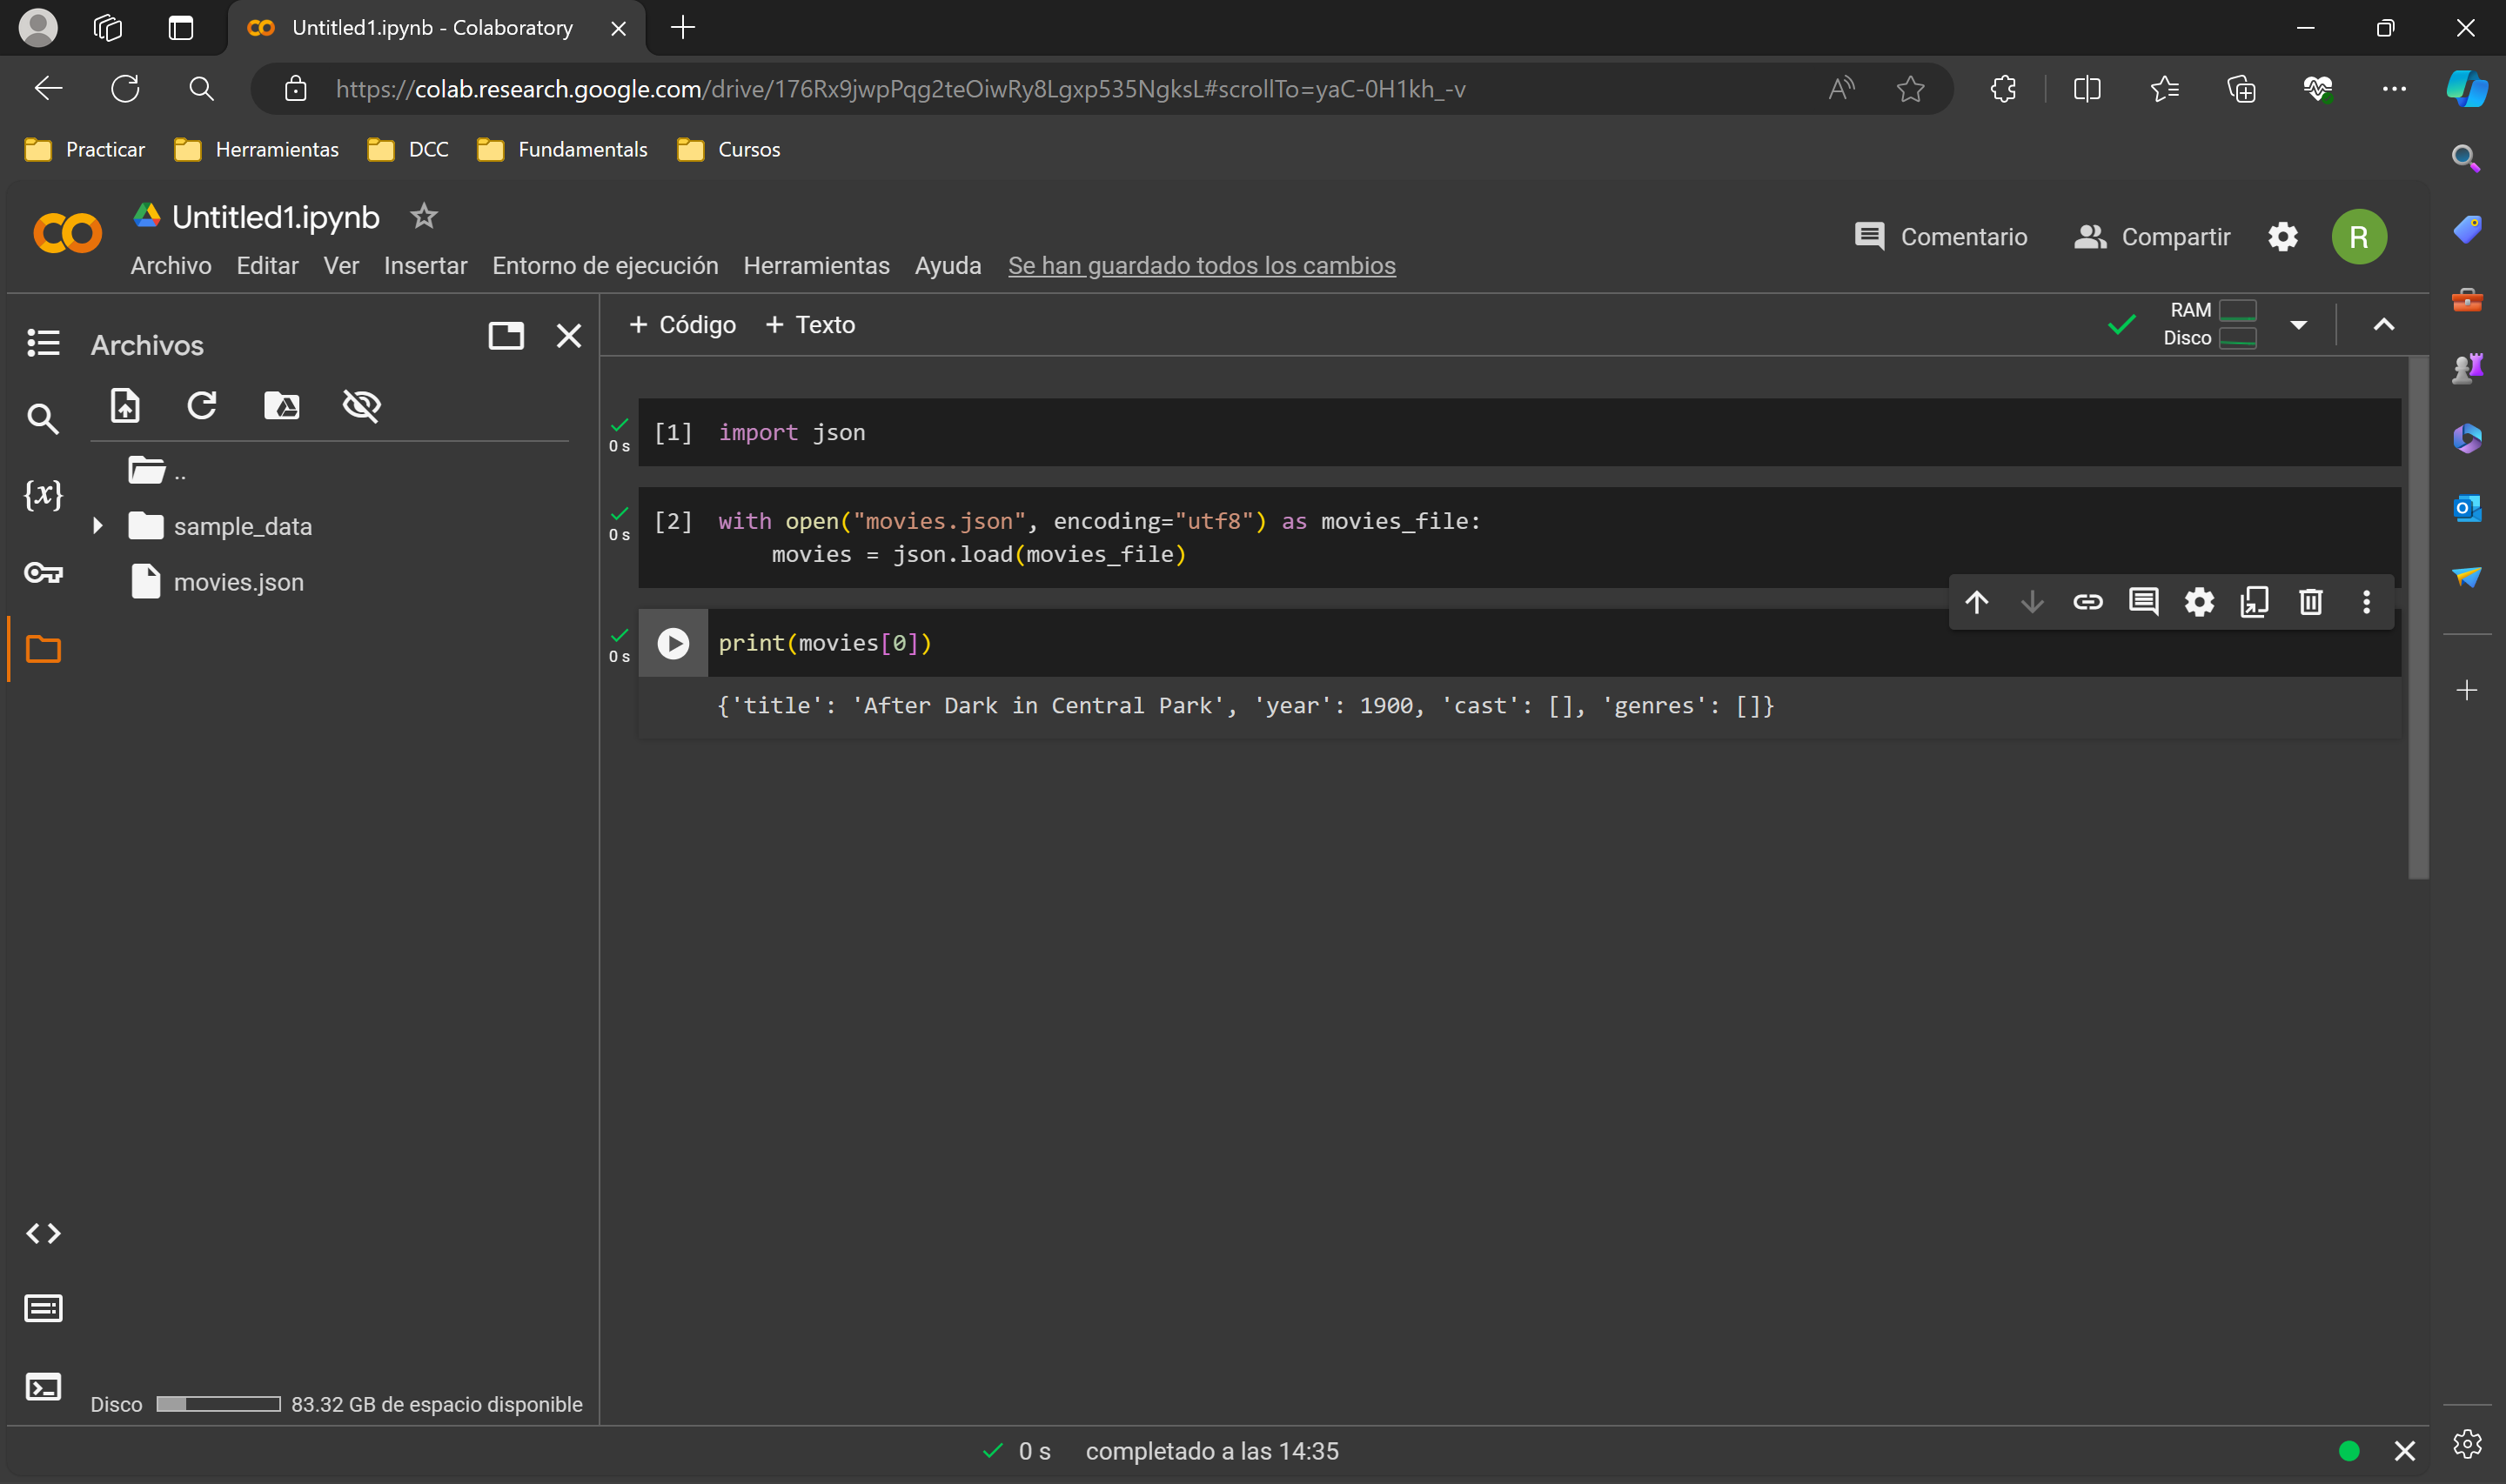 Untitled1.ipynb - Colaboratory
https://colab.research.google.com/drive/176Rx9jwpPqg2teOiwRy8Lgxp535NgksL#scrollTo=yaC-0H1kh_-v
Practicar Herramientas DCC Fundamentals Cursos
Untitled1.ipynb
Comentario Compartir R
Archivo Editar Ver Insertar Entorno de ejecución Herramientas Ayuda Se han guardado todos los cambios
Archivos
+ Código + Texto
RAM
Disco
..
sample_data
movies.json
0 s [1] import json
0 s [2] with open("movies.json", encoding="utf8") as movies_file:
movies = json.load(movies_file)
0 s print(movies[0])
{'title': 'After Dark in Central Park', 'year': 1900, 'cast': [], 'genres': []}
Disco 83.32 GB de espacio disponible
0 s completado a las 14:35